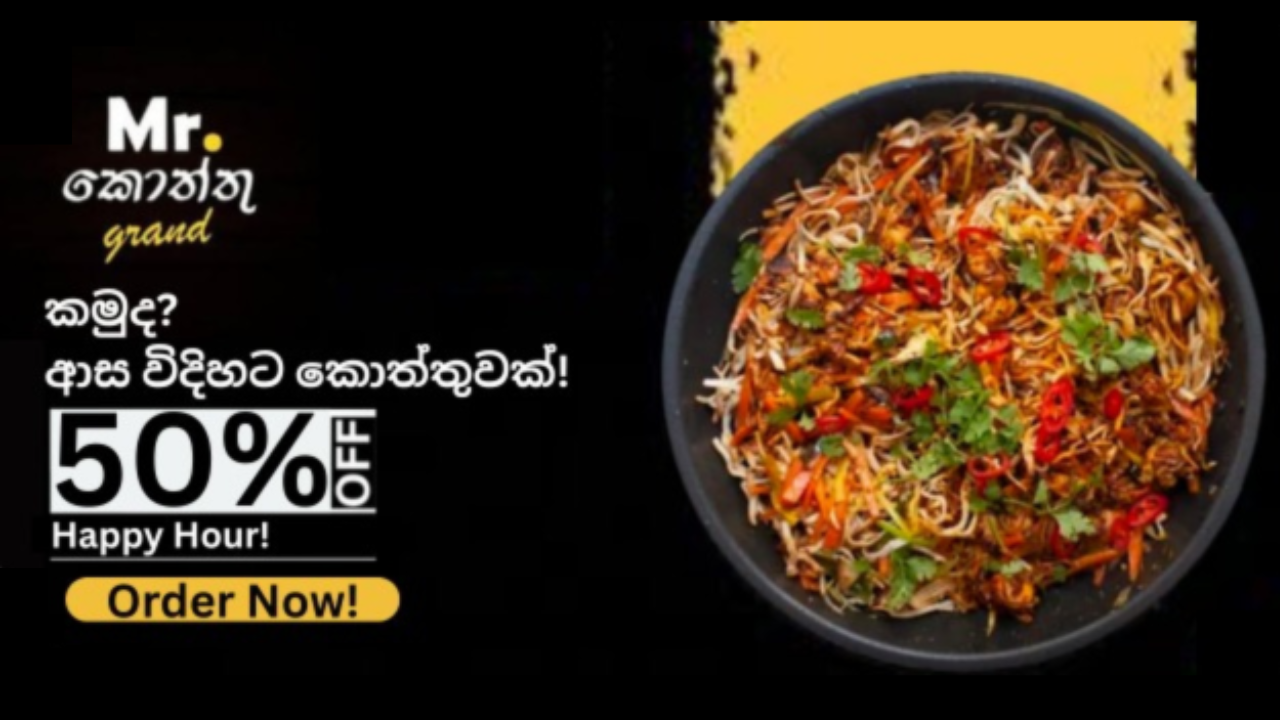 Mr.
කොත්තු
grand
කමුද?
ආස විදිහට කොත්තුවක්!
50% OFF
Happy Hour!
Order Now!